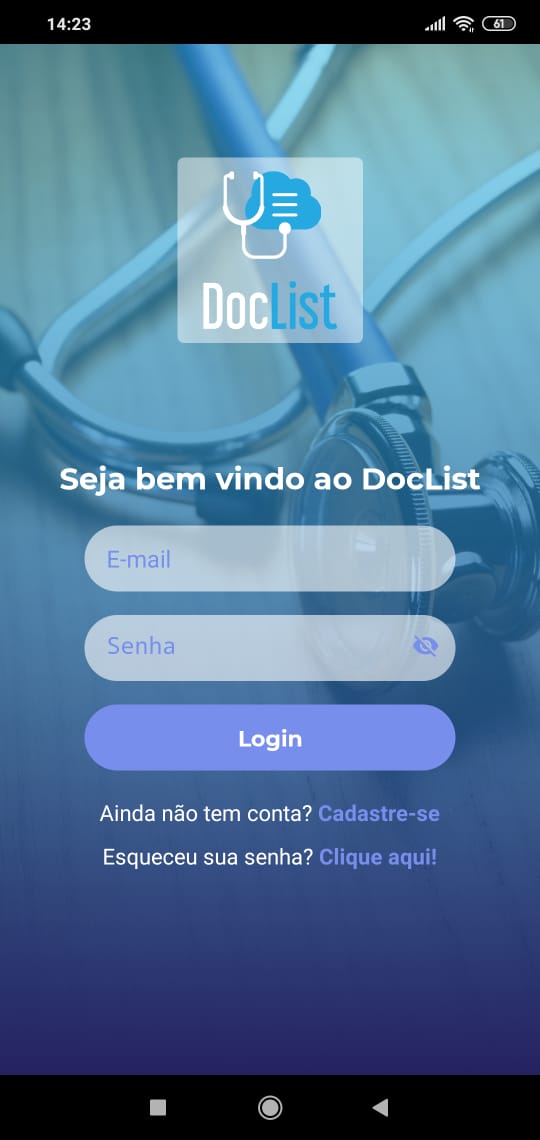 14:23
61
DocList
Seja bem vindo ao DocList
E-mail
Senha
Login
Ainda não tem conta? Cadastre-se
Esqueceu sua senha? Clique aqui!